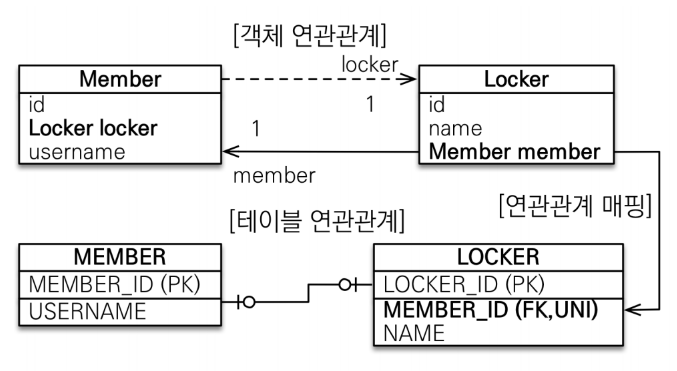 [객체 연관관계]
Member
id
Locker locker
username
locker
1
1
member
Locker
id
name
Member member
[연관관계 매핑]
[테이블 연관관계]
MEMBER
MEMBER_ID (PK)
USERNAME
LOCKER
LOCKER_ID (PK)
MEMBER_ID (FK,UNI)
NAME